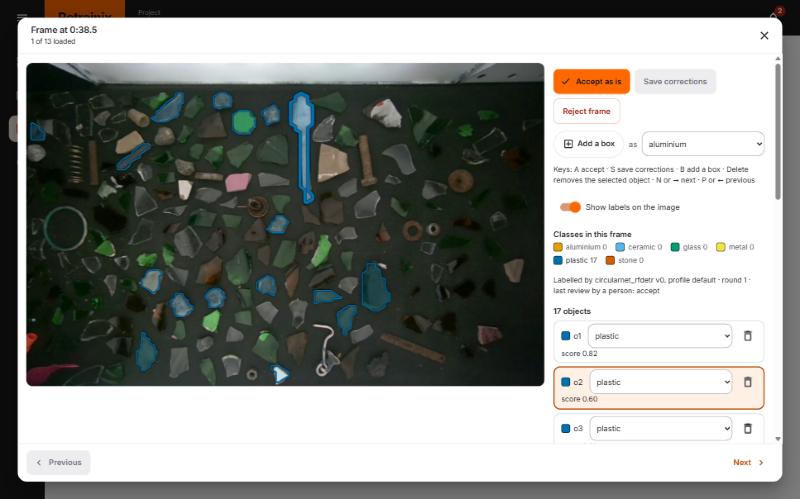 Retrainix
Project
2
Frame at 0:38.5
1 of 13 loaded
Accept as is
Save corrections
Reject frame
Add a box
as
aluminium
Keys: A accept · S save corrections · B add a box · Delete
removes the selected object · N or → next · P or ← previous
Show labels on the image
Classes in this frame
aluminium 0
ceramic 0
glass 0
metal 0
plastic 17
stone 0
Labelled by circularnet_rfdetr v0, profile default · round 1 ·
last review by a person: accept
17 objects
o1
plastic
score 0.82
o2
plastic
score 0.60
o3
plastic
Previous
Next